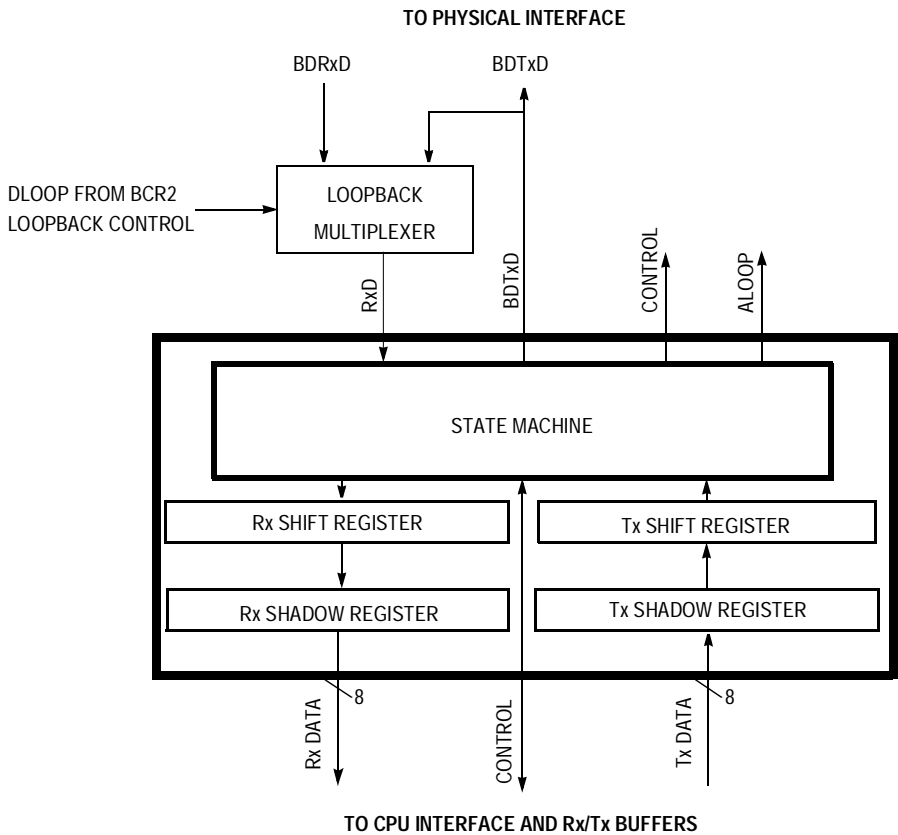 TO PHYSICAL INTERFACE
BDRxD
BDTxD
DLOOP FROM BCR2
LOOPBACK CONTROL
LOOPBACK
MULTIPLEXER
RxD
BDTxD
CONTROL
ALOOP
STATE MACHINE
Rx SHIFT REGISTER
Tx SHIFT REGISTER
Rx SHADOW REGISTER
Tx SHADOW REGISTER
8
8
Rx DATA
CONTROL
Tx DATA
TO CPU INTERFACE AND Rx/Tx BUFFERS